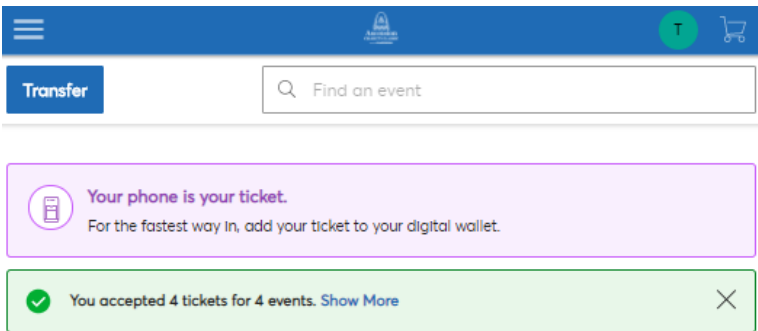 T
Transfer
Find an event
Your phone is your ticket.
For the fastest way in, add your ticket to your digital wallet.
You accepted 4 tickets for 4 events. Show More